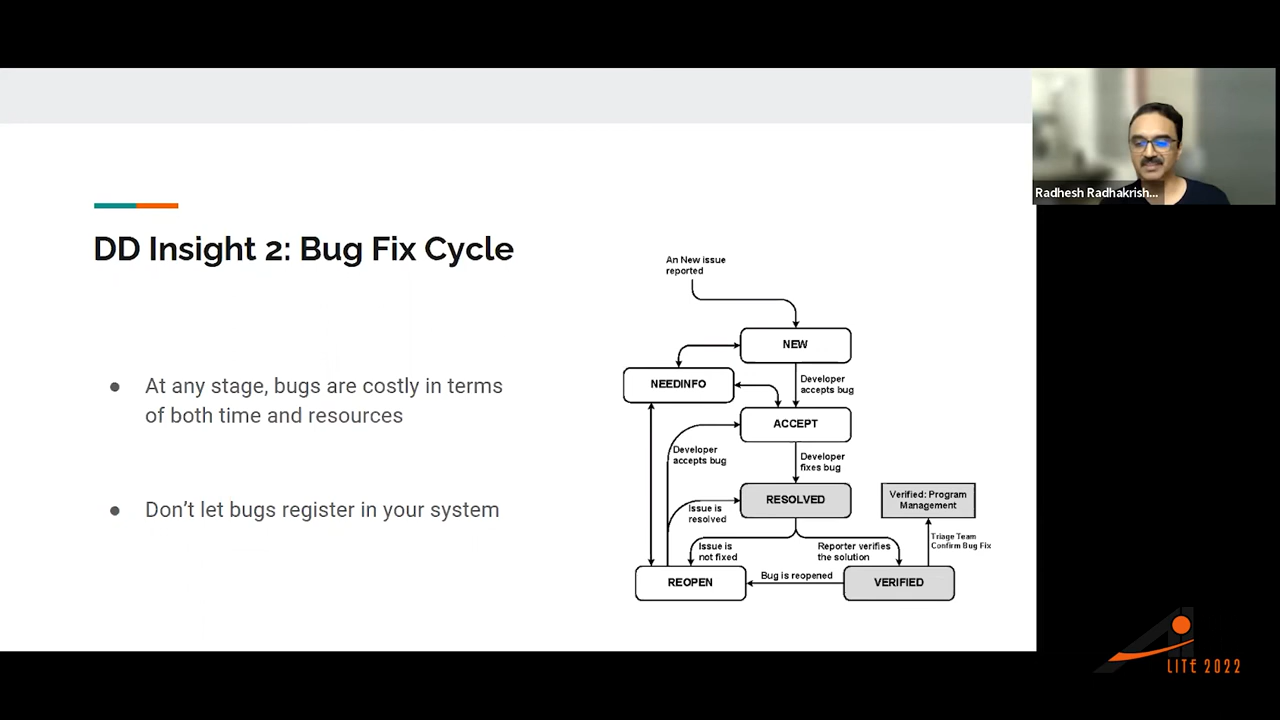 Radhesh Radhakrish...
DD Insight 2: Bug Fix Cycle
At any stage, bugs are costly in terms
of both time and resources
Don't let bugs register in your system
An New issue
reported
NEW
NEEDINFO
Developer
accepts bug
ACCEPT
Developer
accepts bug
Developer
fixes bug
RESOLVED
Verified: Program
Management
Issue is
resolved
Issue is
not fixed
Reporter verifies
the solution
Triage Team
Confirm Bug Fix
REOPEN
Bug is reopened
VERIFIED
Ai
LITE 2022